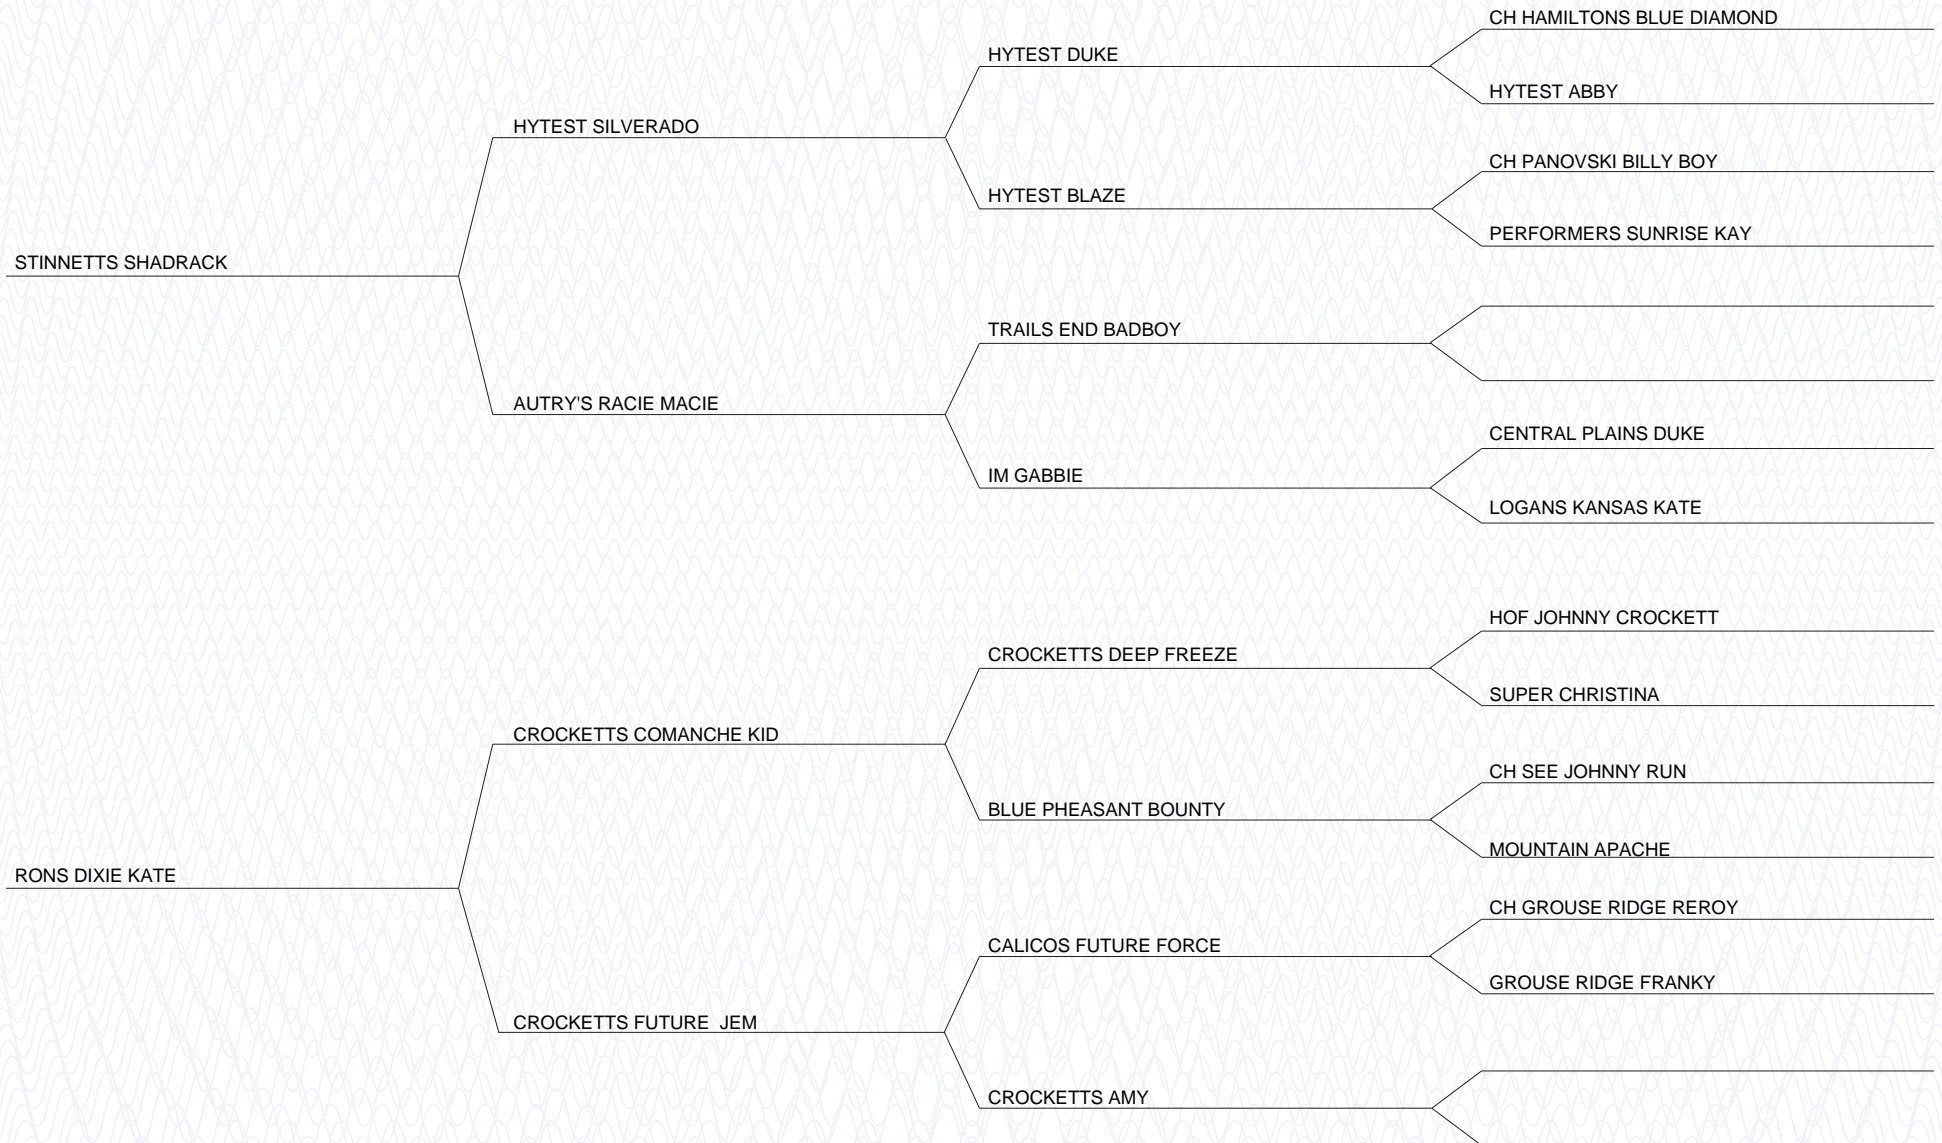 CH HAMILTONS BLUE DIAMOND
HYTEST DUKE
HYTEST ABBY
HYTEST SILVERADO
CH PANOVSKI BILLY BOY
HYTEST BLAZE
PERFORMERS SUNRISE KAY
STINNETTS SHADRACK
TRAILS END BADBOY
AUTRY'S RACIE MACIE
CENTRAL PLAINS DUKE
IM GABBIE
LOGANS KANSAS KATE
HOF JOHNNY CROCKETT
CROCKETTS DEEP FREEZE
SUPER CHRISTINA
CROCKETTS COMANCHE KID
CH SEE JOHNNY RUN
BLUE PHEASANT BOUNTY
MOUNTAIN APACHE
RONS DIXIE KATE
CH GROUSE RIDGE REROY
CALICOS FUTURE FORCE
GROUSE RIDGE FRANKY
CROCKETTS FUTURE  JEM
CROCKETTS AMY